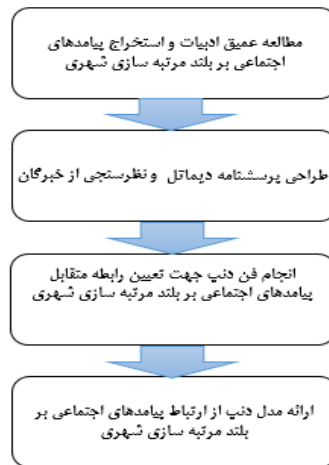 مطالعه عمیق ادبیات و استخراج پیامدهای
اجتماعی بر بلند مرتبه سازی شهری
طراحی پرسشنامه دیماتل و نظرسنجی از خبرگان
انجام فن دنپ جهت تعیین رابطه متقابل
پیامدهای اجتماعی بر بلند مرتبه سازی شهری
ارائه مدل دنپ از ارتباط پیامدهای اجتماعی بر
بلند مرتبه سازی شهری